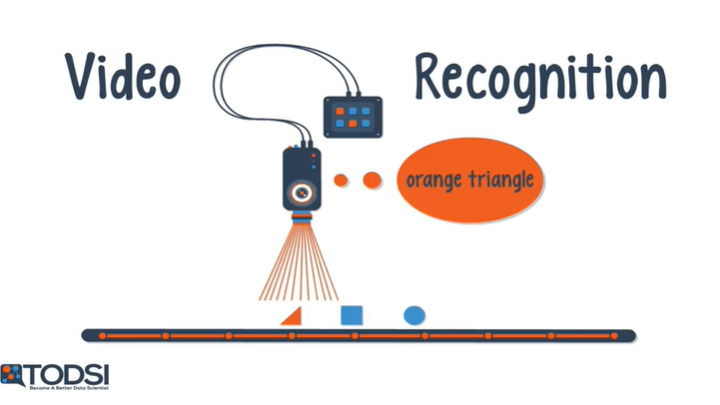 Video Recognition
orange triangle
TODSI
Become A Better Data Scientist